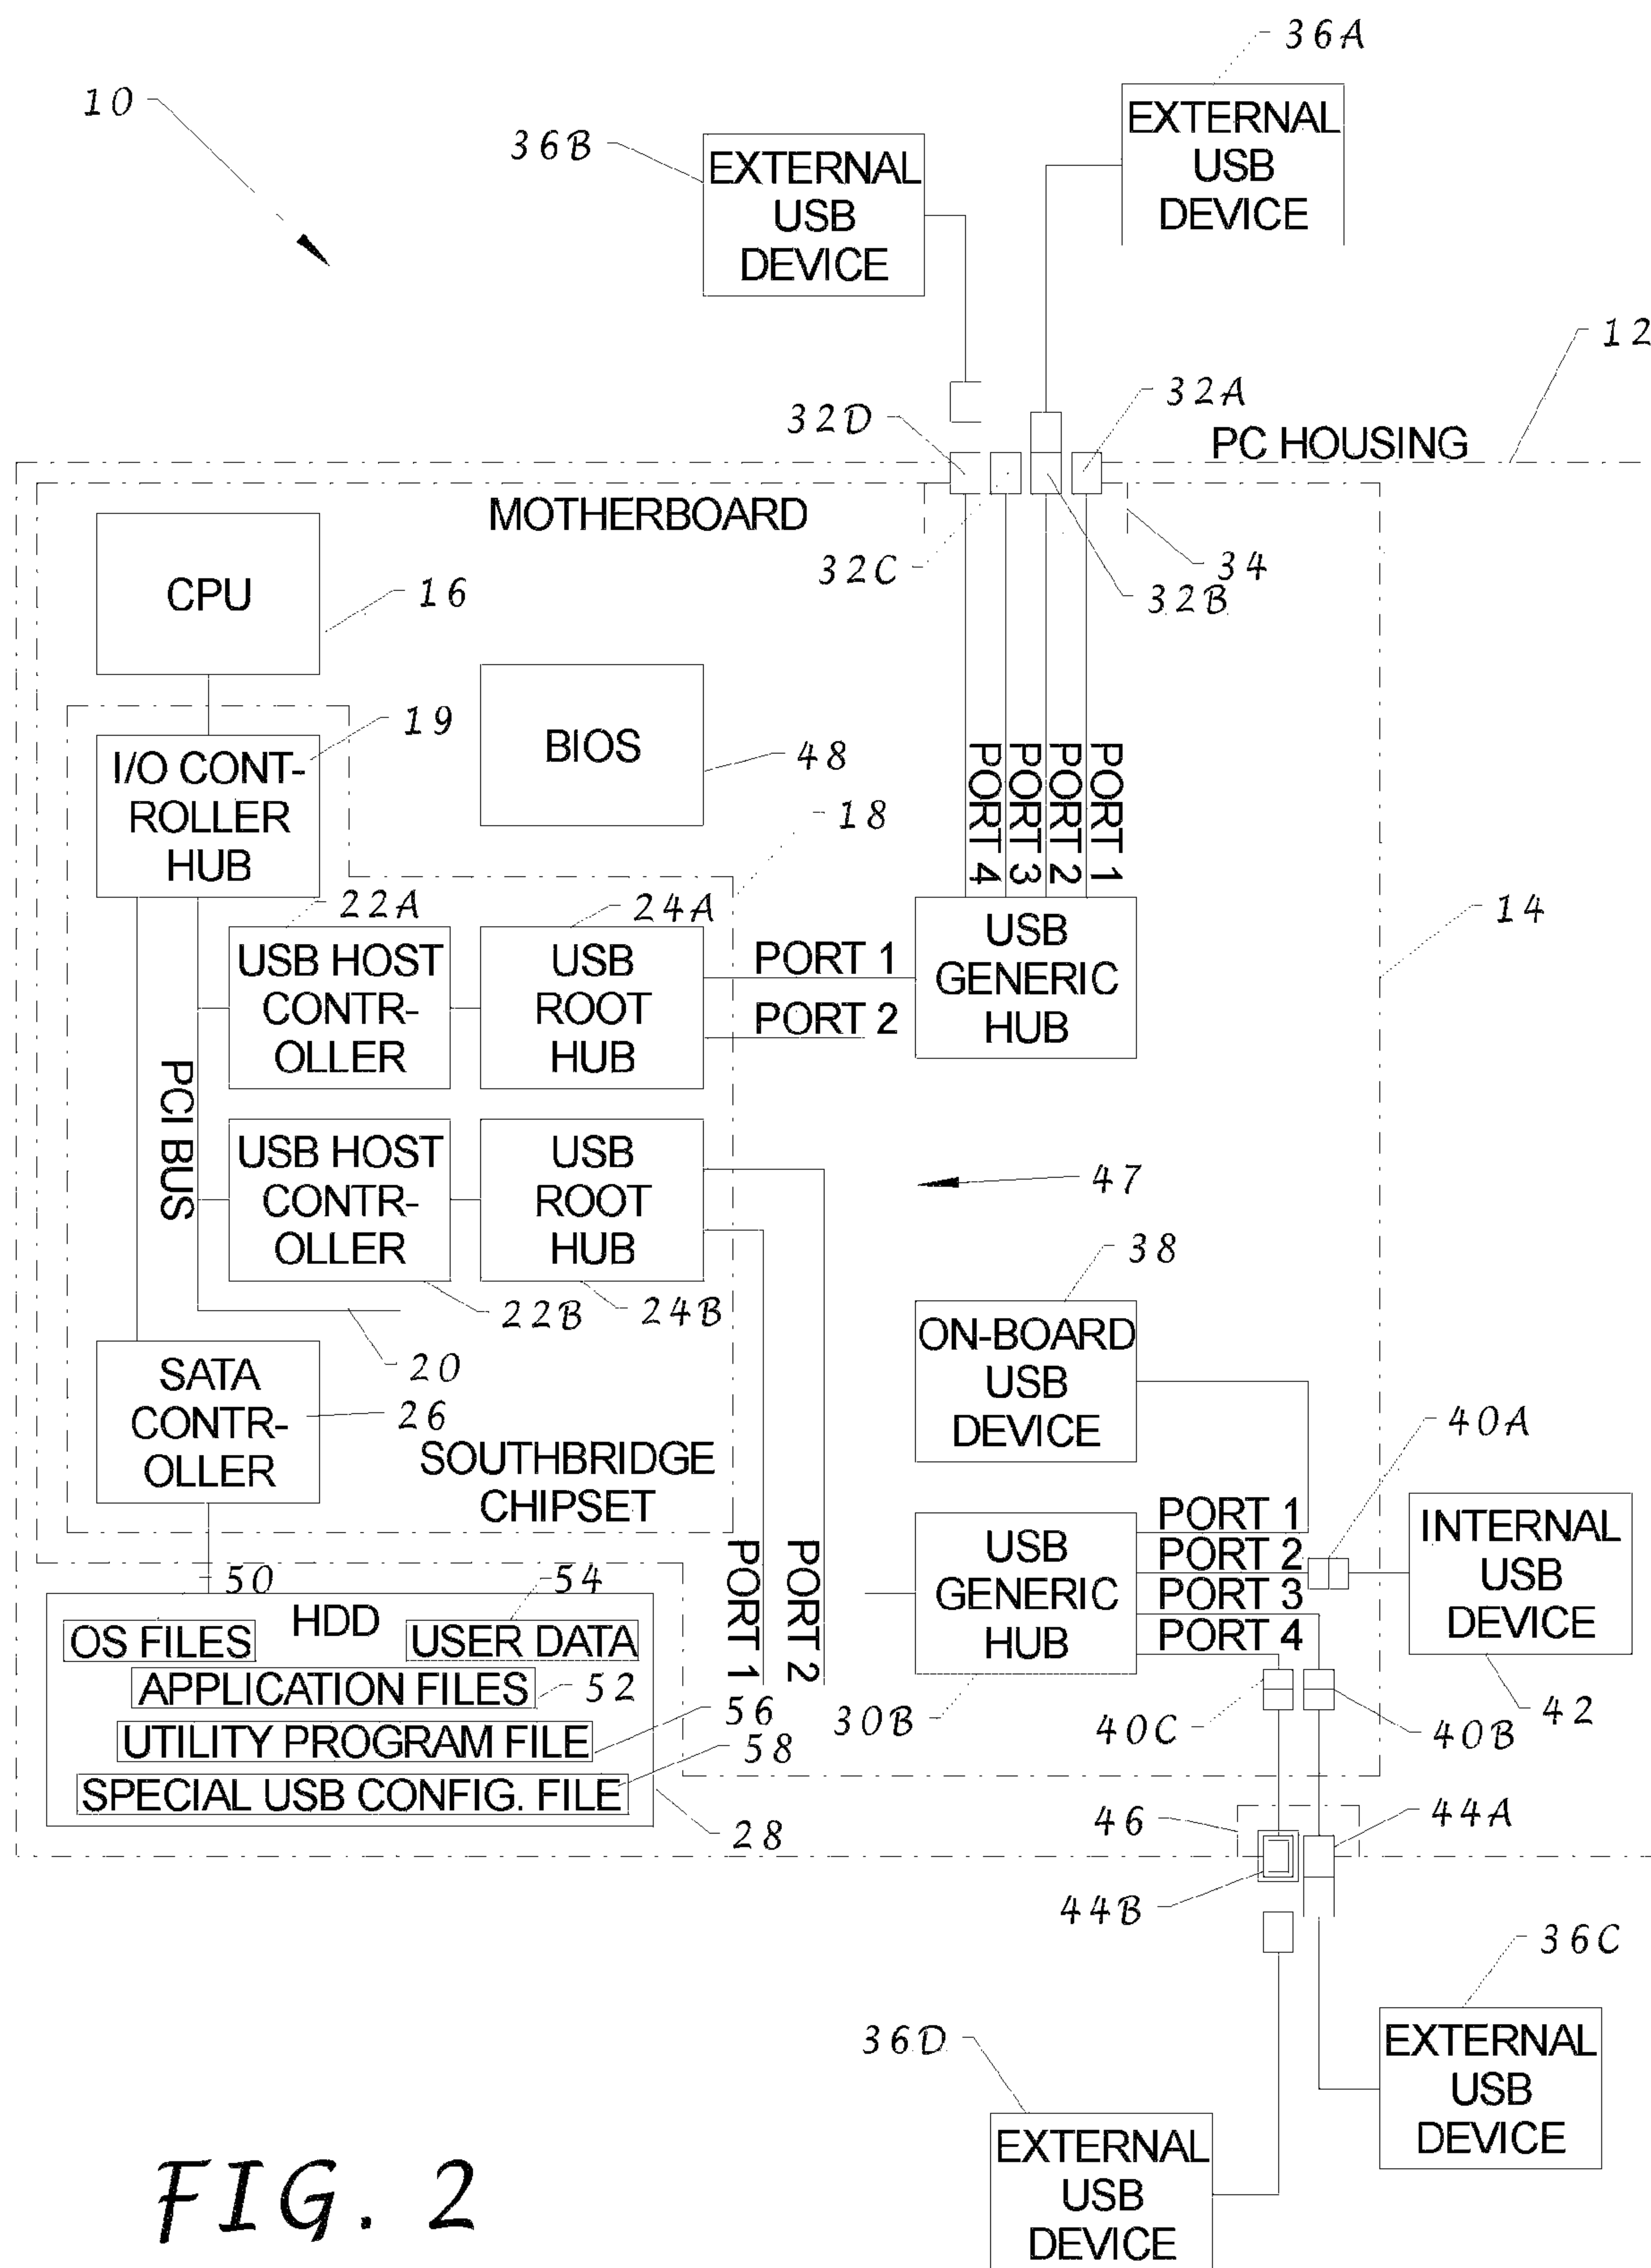 36A
10
EXTERNAL
USB
DEVICE
36B
EXTERNAL
USB
DEVICE
12
32A
32D
PC HOUSING
MOTHERBOARD
32C
34
32B
CPU
16
19
I/O CONT-
ROLLER
HUB
BIOS
48
18
PORT 4
PORT 3
PORT 2
PORT 1
22A
24A
14
USB HOST
CONTR-
OLLER
USB
ROOT
HUB
PORT 1
PORT 2
USB
GENERIC
HUB
PCI BUS
USB HOST
CONTR-
OLLER
USB
ROOT
HUB
47
38
22B
24B
ON-BOARD
USB
DEVICE
20
SATA
CONTR-
OLLER
26
40A
SOUTHBRIDGE
CHIPSET
PORT 1
PORT 2
PORT 3
PORT 4
USB
GENERIC
HUB
INTERNAL
USB
DEVICE
PORT 1
PORT 2
50
54
HDD
OS FILES
USER DATA
APPLICATION FILES
52
UTILITY PROGRAM FILE
56
58
SPECIAL USB CONFIG. FILE
28
30B
40C
40B
42
46
44A
44B
36C
36D
EXTERNAL
USB
DEVICE
EXTERNAL
USB
DEVICE
FIG. 2